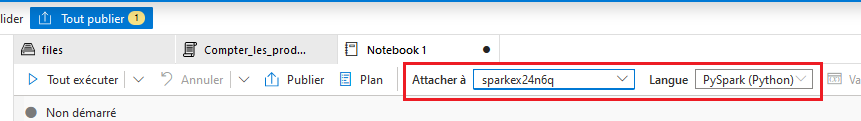 lider Tout publier 1
files Compter_les_prod... Notebook 1
Tout exécuter Annuler Publier Plan Attacher à sparkex24n6q Langue PySpark (Python) Va
Non démarré